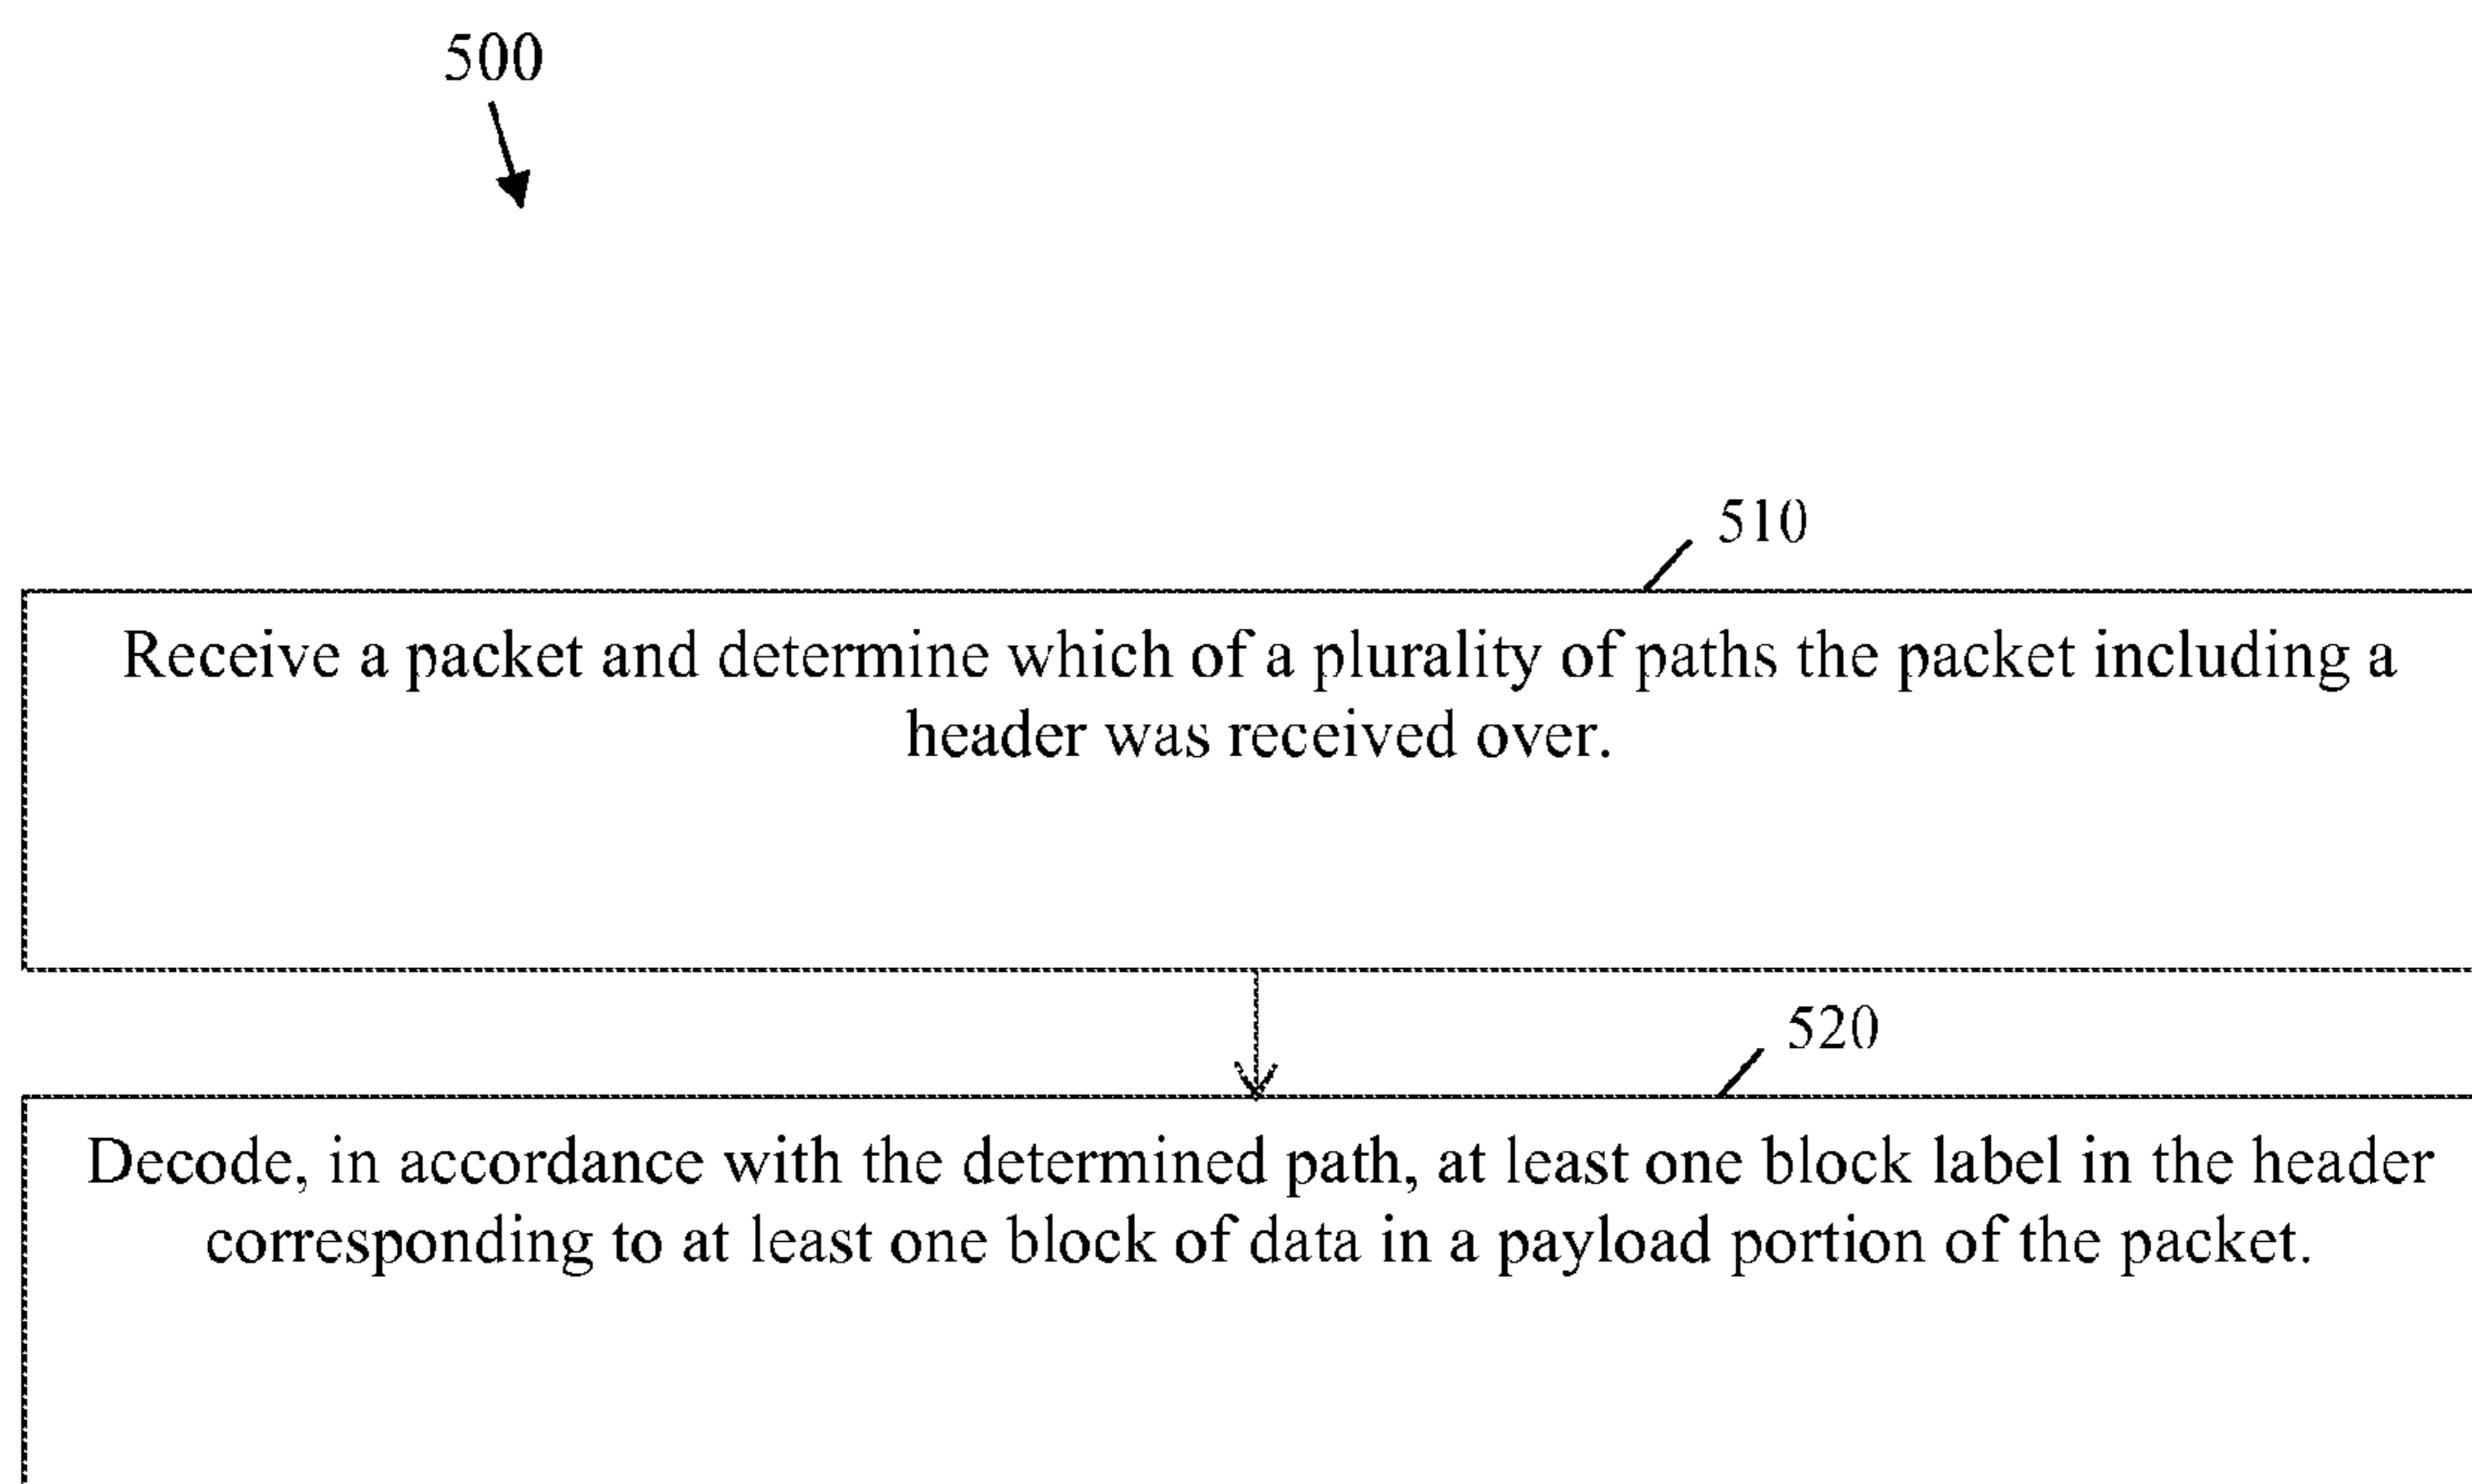 500
510
Receive a packet and determine which of a plurality of paths the packet including a
header was received over.
520
Decode, in accordance with the determined path, at least one block label in the header
corresponding to at least one block of data in a payload portion of the packet.